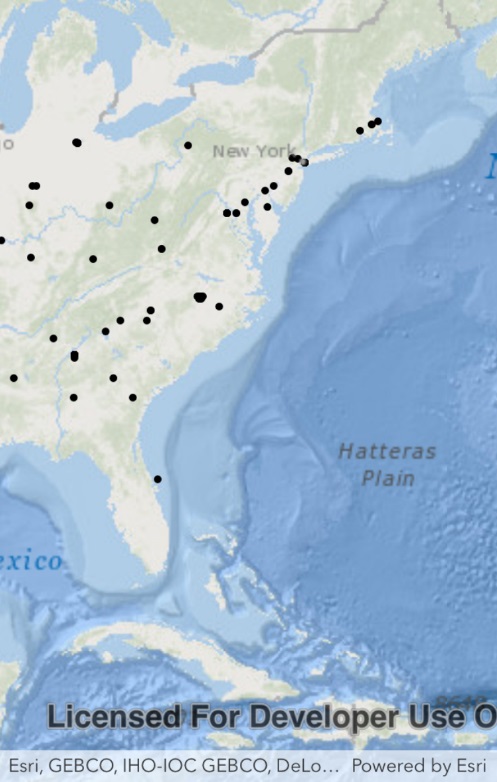 o
New York
Hatteras
Plain
exico
Licensed For Developer Use O
Esri, GEBCO, IHO-IOC GEBCO, DeLo... Powered by Esri